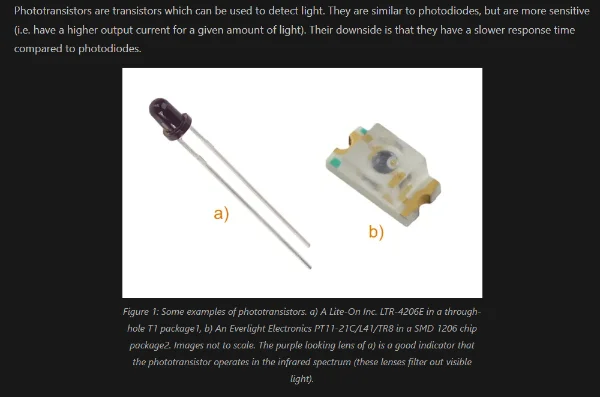 Phototransistors are transistors which can be used to detect light. They are similar to photodiodes, but are more sensitive
(i.e. have a higher output current for a given amount of light). Their downside is that they have a slower response time
compared to photodiodes.
a)
b)
Figure 1: Some examples of phototransistors. a) A Lite-On Inc. LTR-4206E in a through-
hole T1 package1, b) An Everlight Electronics PT11-21C/L41/TR8 in a SMD 1206 chip
package2. Images not to scale. The purple looking lens of a) is a good indicator that
the phototransistor operates in the infrared spectrum (these lenses filter out visible
light).